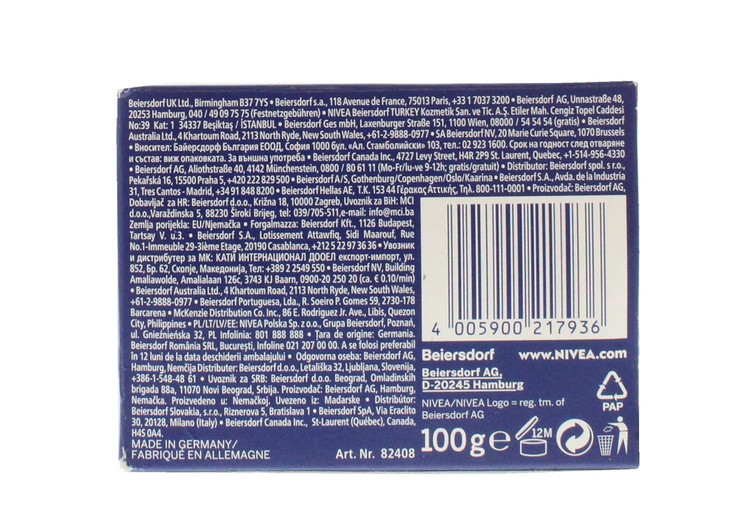 Beiersdorf UK Ltd., Birmingham B37 7YS • Beiersdorf s.a., 118 Avenue de France, 75013 Paris, +33 1 7037 3200 • Beiersdorf AG, Unnastraße 48,
20253 Hamburg, 040 / 49 09 75 75 (Festnetzgebühren) • NIVEA Beiersdorf TURKEY Kozmetik San. ve Tic. A.Ş. Etiler Mah. Cengiz Topel Caddesi
No:39 Kat: 1 34337 Beşiktaş / İSTANBUL • Beiersdorf Ges mbH, Laxenburger Straße 151, 1100 Wien, 08000 / 54 54 54 (gratis) • Beiersdorf
Australia Ltd., 4 Khartoum Road, 2113 North Ryde, New South Wales, +61-2-9888-0977 • SA Beiersdorf NV, 20 Marie Curie Square, 1070 Brussels
• Вносител: Байерсдорф България ЕООД, София 1000 бул. «Ал. Стамболийски» 103, тел.: 02 923 1600. Срок на годност след отваряне
и състав: виж опаковката. За външна употреба • Beiersdorf Canada Inc., 4727 Levy Street, H4R 2P9 St. Laurent, Quebec, +1-514-956-4330
• Beiersdorf AG, Aliothstraße 40, 4142 Münchenstein, 0800 / 80 61 11 (Mo-Fr/lu-ve 9-12h; gratis/gratuit) • Beiersdorf spol. s r.o.,
Pekařská 16, 15500 Praha 5, +420 222 829 500 • Beiersdorf A/S, Gothenburg/Copenhagen/Oslo/Kaarina • Beiersdorf S.A., Avda. de la Industria
31, Tres Cantos - Madrid, +34 91 848 8200 • Beiersdorf Hellas AE, Τ.Κ. 153 44 Γέρακας Αττικής, Τηλ. 800-111-0001 • Proizvođač: Beiersdorf AG,
Dobavljač za HR: Beiersdorf d.o.o., Križna 18, 10000 Zagreb, Uvoznik za BiH: MCI
d.o.o.,Varaždinska 5, 88230 Široki Brijeg, tel: 039/705-511,e-mail: info@mci.ba
Zemlja porijekla: EU/Njemačka • Forgalmazza: Beiersdorf Kft., 1126 Budapest,
Tartsay V. u.3. • Beiersdorf S.A., Lotissement Attawfiq, Sidi Maarouf, Rue
No.1-Immeuble 29-3ième Etage, 20190 Casablanca, +212 5 22 97 36 36 • Увозник
и дистрибутер за МК: КАТИ ИНТЕРНАЦИОНАЛ ДООЕЛ експорт-импорт, ул.
852, Бр. 62, Скопје, Македонија, Тел: +389 2 2549 550 • Beiersdorf NV, Building
Amaliawolde, Amalialaan 126c, 3743 KJ Baarn, 0900-20 250 20 (ca. € 0.10/min)
• Beiersdorf Australia Ltd., 4 Khartoum Road, 2113 North Ryde, New South Wales,
+61-2-9888-0977 • Beiersdorf Portuguesa, Lda., R. Soeiro P. Gomes 59, 2730-178
Barcarena • McKenzie Distribution Co. Inc., 86 E. Rodriguez Jr. Ave., Libis, Quezon
City, Philippines • PL/LT/LV/EE: NIVEA Polska Sp. z o.o., Grupa Beiersdorf, Poznań,
ul. Gnieźnieńska 32, PL Infolinia: 801 888 888 • Țara de origine: Germania.
Beiersdorf România SRL, București, Infoline 021 207 00 00. A se folosi preferabil
în 12 luni de la data deschiderii ambalajului • Odgovorna oseba: Beiersdorf AG,
Hamburg, Nemčija Distributer: Beiersdorf d.o.o., Letališka 32, Ljubljana, Slovenija,
+386-1-548-48 61 • Uvoznik za SRB: Beiersdorf d.o.o. Beograd, Omladinskih
brigada 88a, 11070 Novi Beograd, Srbija. Proizvođač: Beiersdorf AG, Hamburg,
Nemačka. Proizvedeno u: Nemačkoj. Uvezeno iz: Mađarske • Distribútor:
Beiersdorf Slovakia, s.r.o., Riznerova 5, Bratislava 1 • Beiersdorf SpA, Via Eraclito
30, 20128, Milano (Italy) • Beiersdorf Canada Inc., St-Laurent (Québec), Canada,
H4S 0A4.
MADE IN GERMANY/
FABRIQUÉ EN ALLEMAGNE
Art. Nr. 82408
4 005900 217936
Beiersdorf www.NIVEA.com
Beiersdorf AG,
D-20245 Hamburg
NIVEA/NIVEA Logo = reg. tm. of
Beiersdorf AG
PAP
100 g e 12M